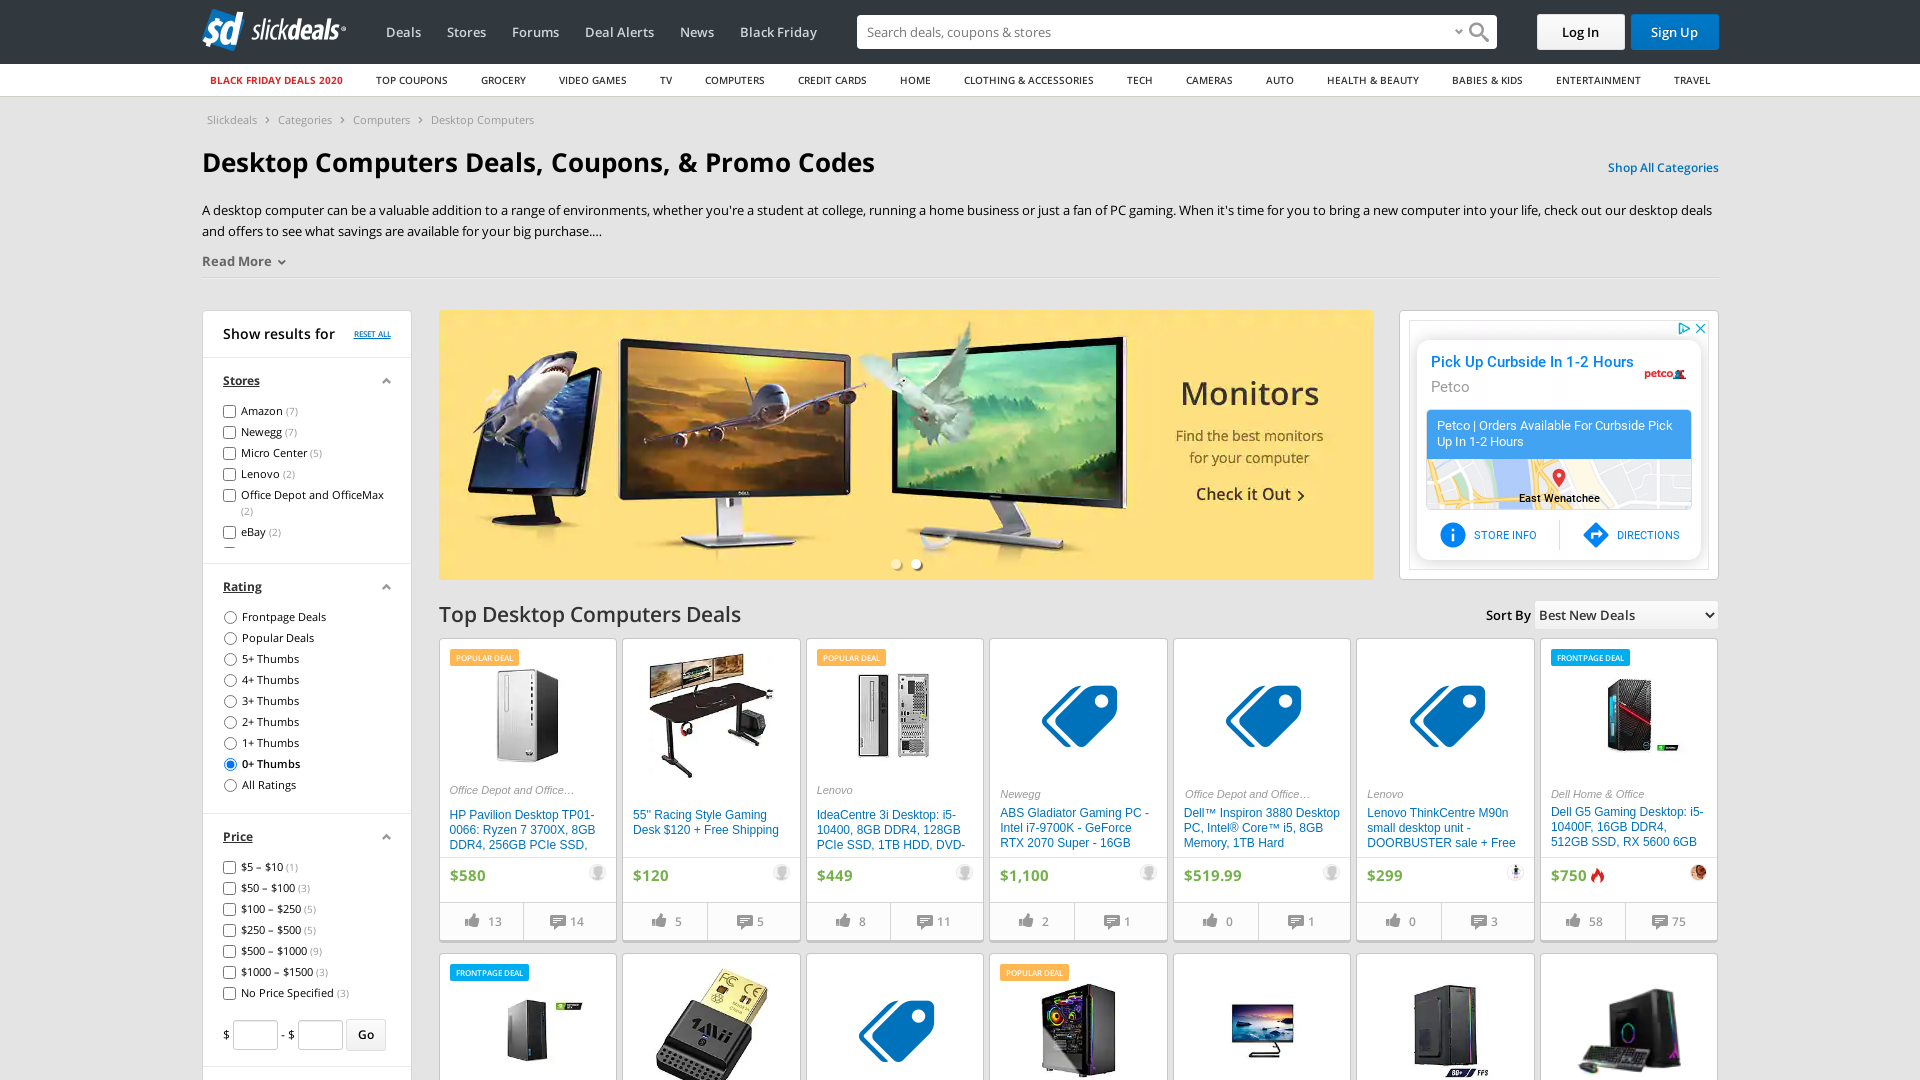 slickdeals
Deals
Stores
Forums
Deal Alerts
News
Black Friday
Search deals, coupons & stores
Log In
Sign Up
BLACK FRIDAY DEALS 2020
TOP COUPONS
GROCERY
VIDEO GAMES
TV
COMPUTERS
CREDIT CARDS
HOME
CLOTHING & ACCESSORIES
TECH
CAMERAS
AUTO
HEALTH & BEAUTY
BABIES & KIDS
ENTERTAINMENT
TRAVEL
Slickdeals > Categories > Computers > Desktop Computers
Desktop Computers Deals, Coupons, & Promo Codes
Shop All Categories
A desktop computer can be a valuable addition to a range of environments, whether you're a student at college, running a home business or just a fan of PC gaming. When it's time for you to bring a new computer into your life, check out our desktop deals
and offers to see what savings are available for your big purchase....
Read More
Show results for
RESET ALL
Stores
Amazon (7)
Newegg (7)
Micro Center (5)
Lenovo (2)
Office Depot and OfficeMax
(2)
eBay (2)
Rating
Frontpage Deals
Popular Deals
5+ Thumbs
4+ Thumbs
3+ Thumbs
2+ Thumbs
1+ Thumbs
0+ Thumbs
All Ratings
Price
$5 – $10 (1)
$50 – $100 (3)
$100 – $250 (5)
$250 – $500 (5)
$500 – $1000 (9)
$1000 – $1500 (3)
No Price Specified (3)
$ - $ Go
Monitors
Find the best monitors
for your computer
Check it Out >
Pick Up Curbside In 1-2 Hours
Petco
petco
Petco | Orders Available For Curbside Pick
Up In 1-2 Hours
East Wenatchee
STORE INFO
DIRECTIONS
Top Desktop Computers Deals
Sort By Best New Deals
POPULAR DEAL
Office Depot and Office…
HP Pavilion Desktop TP01-
0066: Ryzen 7 3700X, 8GB
DDR4, 256GB PCIe SSD,
$580
13
14
55" Racing Style Gaming
Desk $120 + Free Shipping
$120
5
5
POPULAR DEAL
Lenovo
IdeaCentre 3i Desktop: i5-
10400, 8GB DDR4, 128GB
PCIe SSD, 1TB HDD, DVD-
$449
8
11
Newegg
ABS Gladiator Gaming PC -
Intel i7-9700K - GeForce
RTX 2070 Super - 16GB
$1,100
2
1
Office Depot and Office…
Dell™ Inspiron 3880 Desktop
PC, Intel® Core™ i5, 8GB
Memory, 1TB Hard
$519.99
0
1
Lenovo
Lenovo ThinkCentre M90n
small desktop unit -
DOORBUSTER sale + Free
$299
0
3
FRONTPAGE DEAL
Dell Home & Office
Dell G5 Gaming Desktop: i5-
10400F, 16GB DDR4,
512GB SSD, RX 5600 6GB
$750
58
75
FRONTPAGE DEAL
1Mii
POPULAR DEAL